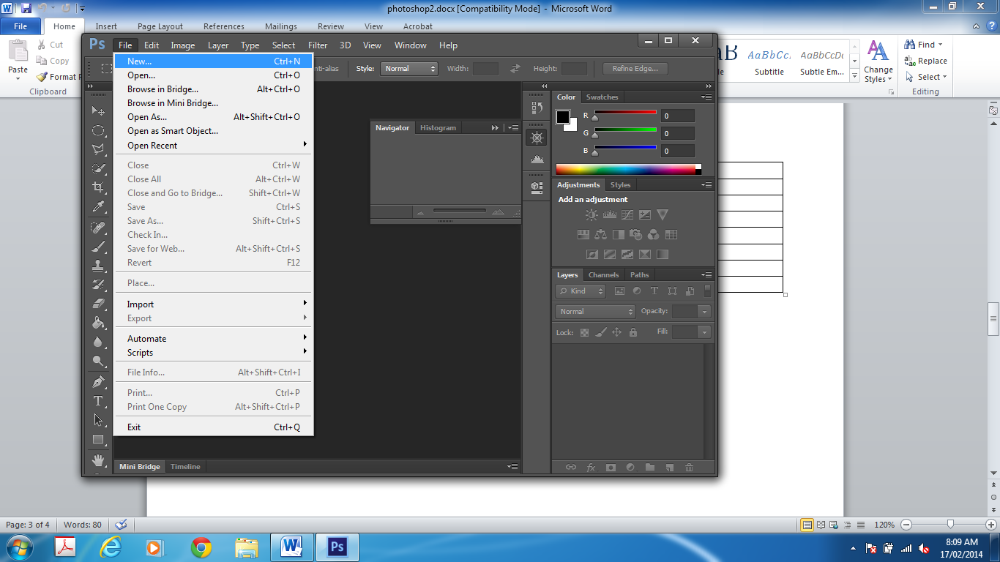 photoshop2.docx [Compatibility Mode] - Microsoft Word
File Home Insert Page Layout References Mailings Review View Acrobat
Paste
Cut
Copy
Format
Clipboard
Subtitle
Subtle Em...
Change Styles
Find
Replace
Select
Editing
Ps File Edit Image Layer Type Select Filter 3D View Window Help
nti-alias Style: Normal Width: Height: Refine Edge...
New... Ctrl+N
Open... Ctrl+O
Browse in Bridge... Alt+Ctrl+O
Browse in Mini Bridge...
Open As... Alt+Shift+Ctrl+O
Open as Smart Object...
Open Recent
Close Ctrl+W
Close All Alt+Ctrl+W
Close and Go to Bridge... Shift+Ctrl+W
Save Ctrl+S
Save As... Shift+Ctrl+S
Check In...
Save for Web... Alt+Shift+Ctrl+S
Revert F12
Place...
Import
Export
Automate
Scripts
File Info... Alt+Shift+Ctrl+I
Print... Ctrl+P
Print One Copy Alt+Shift+Ctrl+P
Exit Ctrl+Q
Navigator Histogram
Color Swatches
R 0
G 0
B 0
Adjustments Styles
Add an adjustment
Layers Channels Paths
Kind
Normal Opacity:
Lock: Fill:
Mini Bridge Timeline
Page: 3 of 4 Words: 80 120%
8:09 AM
17/02/2014